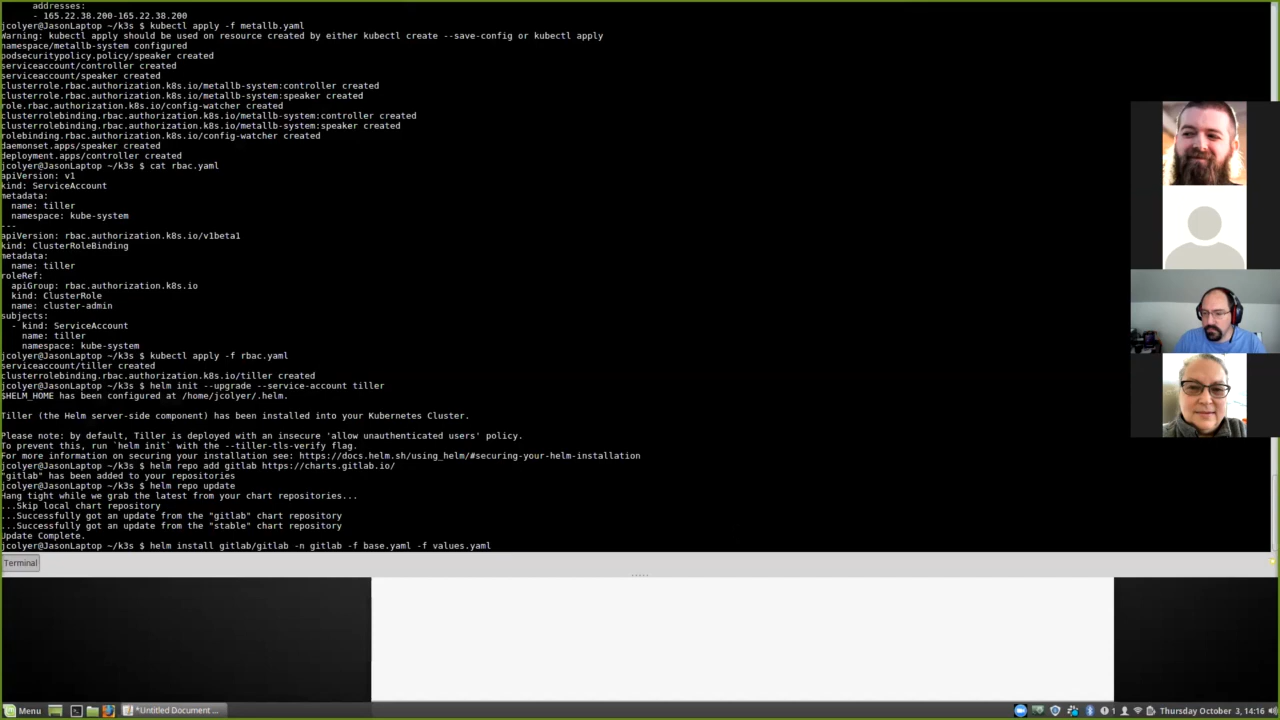 addresses:
- 165.22.38.200-165.22.38.200
jcolyer@JasonLaptop ~/k3s $ kubectl apply -f metallb.yaml
Warning: kubectl apply should be used on resource created by either kubectl create --save-config or kubectl apply
namespace/metallb-system configured
podsecuritypolicy.policy/speaker created
serviceaccount/controller created
serviceaccount/speaker created
clusterrole.rbac.authorization.k8s.io/metallb-system:controller created
clusterrole.rbac.authorization.k8s.io/metallb-system:speaker created
role.rbac.authorization.k8s.io/config-watcher created
clusterrolebinding.rbac.authorization.k8s.io/metallb-system:controller created
clusterrolebinding.rbac.authorization.k8s.io/metallb-system:speaker created
rolebinding.rbac.authorization.k8s.io/config-watcher created
daemonset.apps/speaker created
deployment.apps/controller created
jcolyer@JasonLaptop ~/k3s $ cat rbac.yaml
apiVersion: v1
kind: ServiceAccount
metadata:
name: tiller
namespace: kube-system
---
apiVersion: rbac.authorization.k8s.io/v1beta1
kind: ClusterRoleBinding
metadata:
name: tiller
roleRef:
apiGroup: rbac.authorization.k8s.io
kind: ClusterRole
name: cluster-admin
subjects:
- kind: ServiceAccount
name: tiller
namespace: kube-system
jcolyer@JasonLaptop ~/k3s $ kubectl apply -f rbac.yaml
serviceaccount/tiller created
clusterrolebinding.rbac.authorization.k8s.io/tiller created
jcolyer@JasonLaptop ~/k3s $ helm init --upgrade --service-account tiller
$HELM_HOME has been configured at /home/jcolyer/.helm.
Tiller (the Helm server-side component) has been installed into your Kubernetes Cluster.
Please note: by default, Tiller is deployed with an insecure 'allow unauthenticated users' policy.
To prevent this, run `helm init` with the --tiller-tls-verify flag.
For more information on securing your installation see: https://docs.helm.sh/using_helm/#securing-your-helm-installation
jcolyer@JasonLaptop ~/k3s $ helm repo add gitlab https://charts.gitlab.io/
"gitlab" has been added to your repositories
jcolyer@JasonLaptop ~/k3s $ helm repo update
Hang tight while we grab the latest from your chart repositories...
...Skip local chart repository
...Successfully got an update from the "gitlab" chart repository
...Successfully got an update from the "stable" chart repository
Update Complete.
jcolyer@JasonLaptop ~/k3s $ helm install gitlab/gitlab -n gitlab -f base.yaml -f values.yaml
Terminal
Menu
*Untitled Document ...
1
Thursday October 3, 14:16